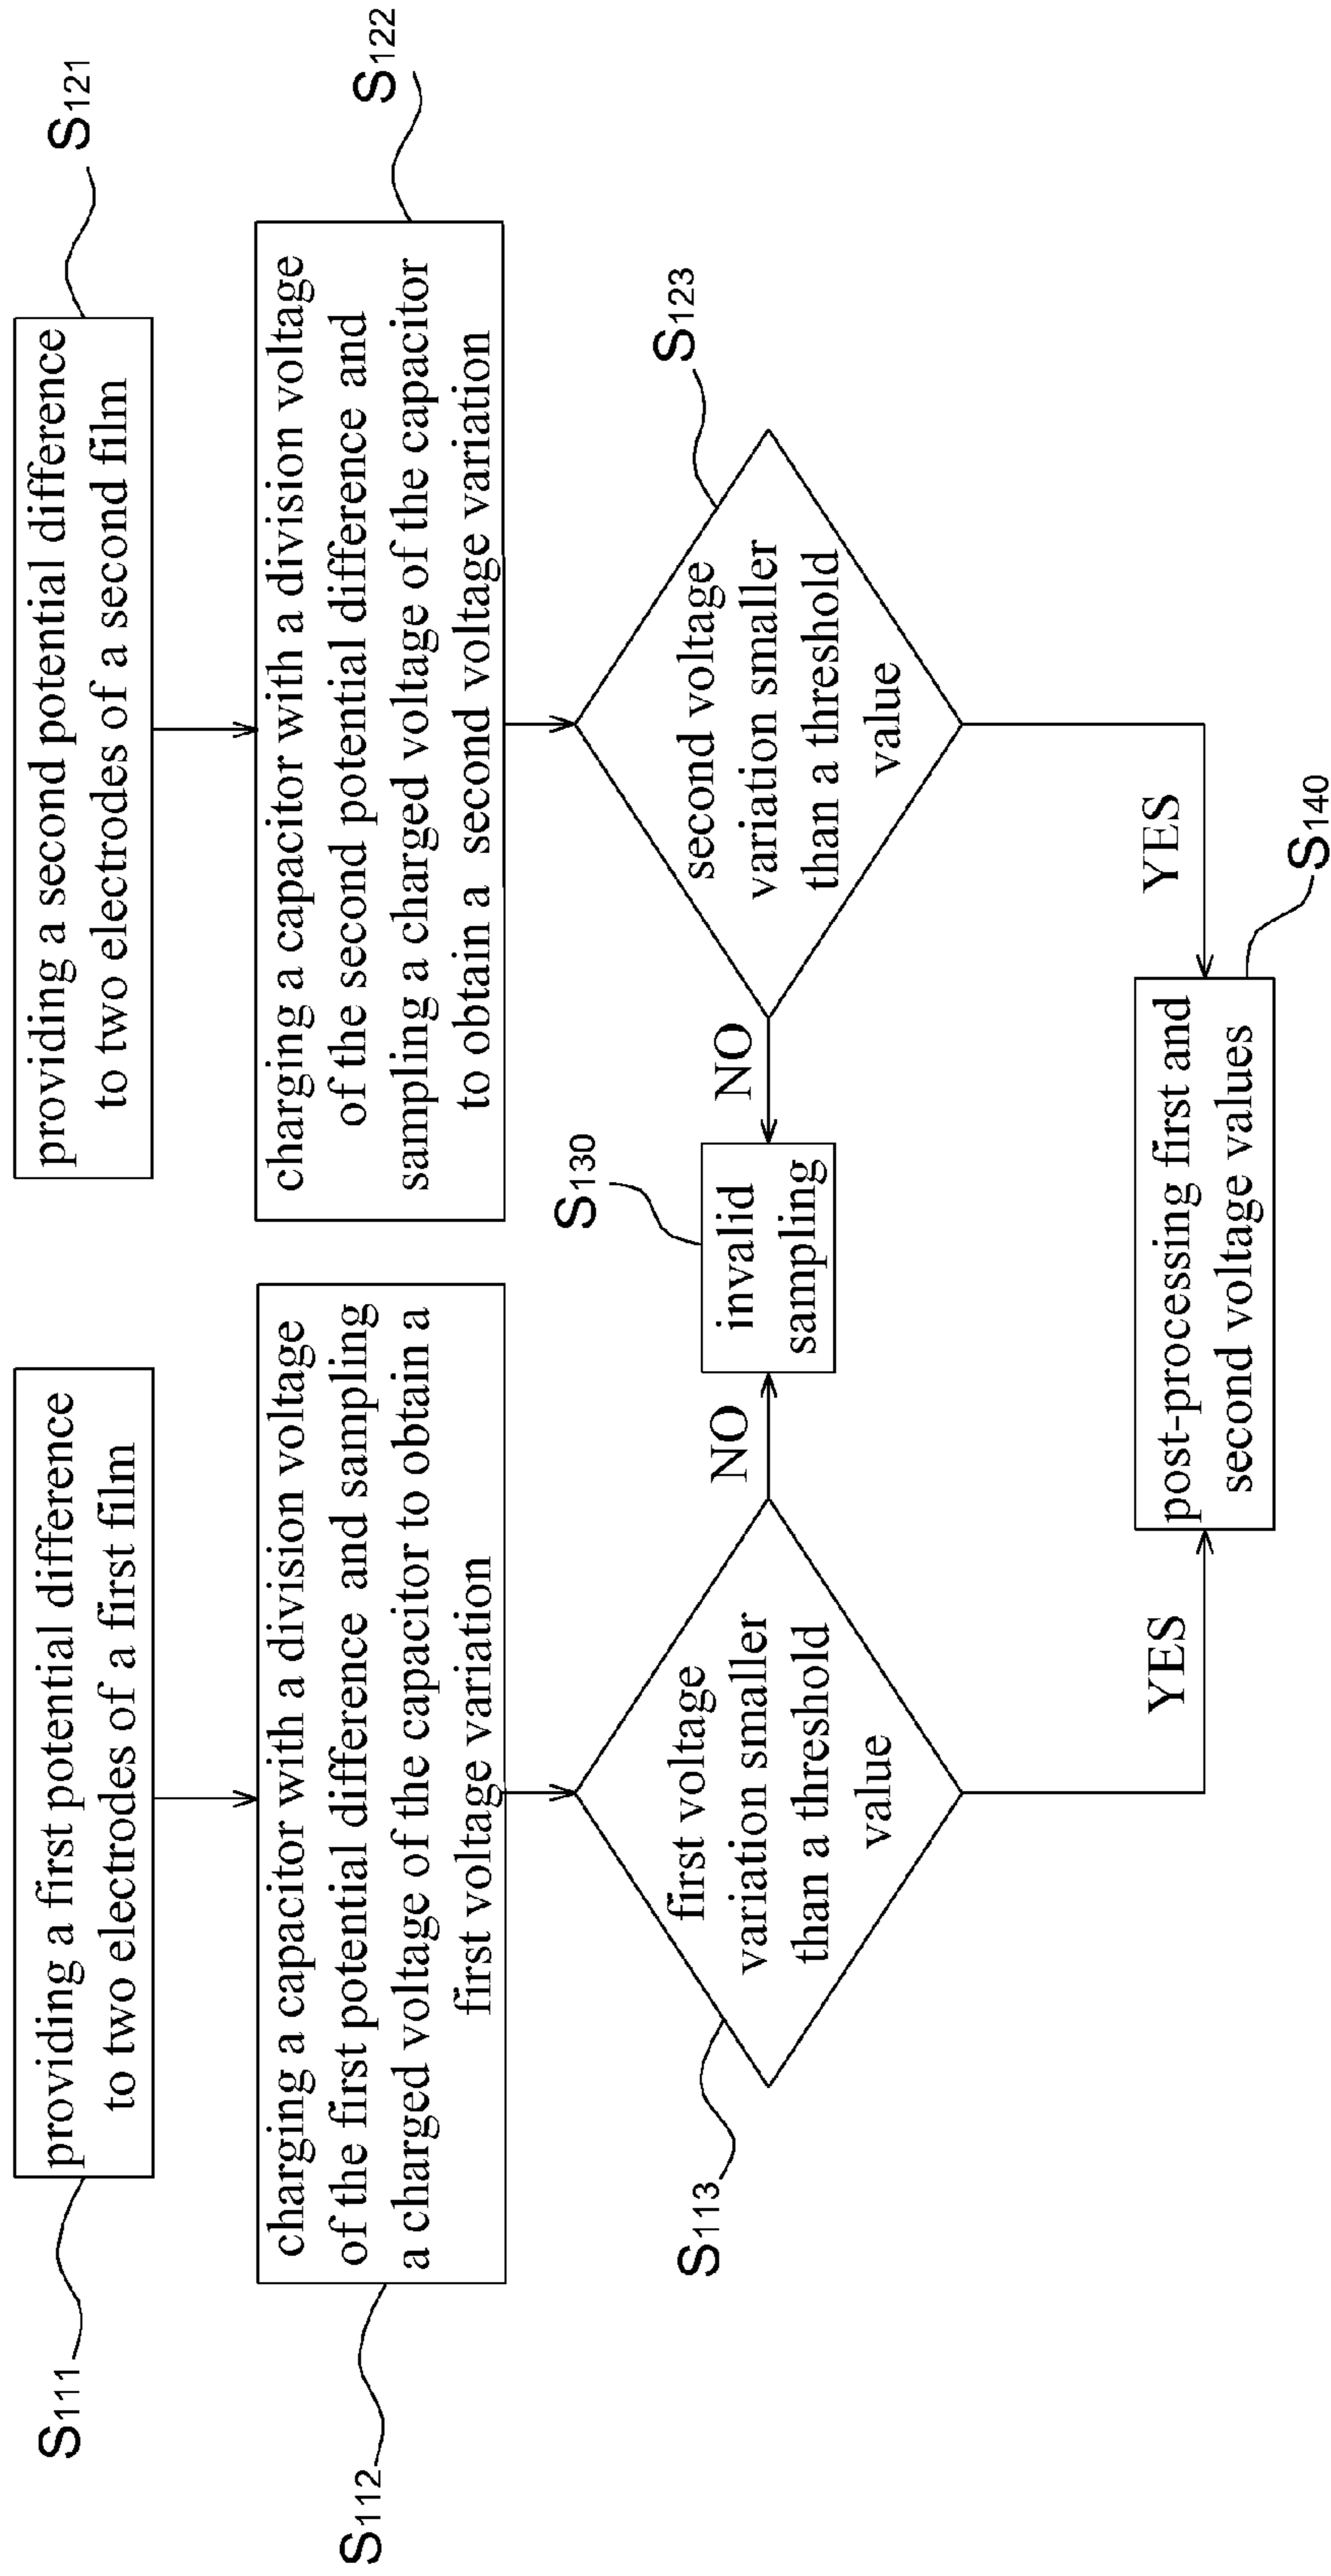 S111
providing a first potential difference
to two electrodes of a first film
S112
charging a capacitor with a division voltage
of the first potential difference and sampling
a charged voltage of the capacitor to obtain a
first voltage variation
S113
first voltage
variation smaller
than a threshold
value
NO
YES
S121
providing a second potential difference
to two electrodes of a second film
S122
charging a capacitor with a division voltage
of the second potential difference and
sampling a charged voltage of the capacitor
to obtain a second voltage variation
S123
second voltage
variation smaller
than a threshold
value
NO
YES
S130
invalid
sampling
S140
post-processing first and
second voltage values